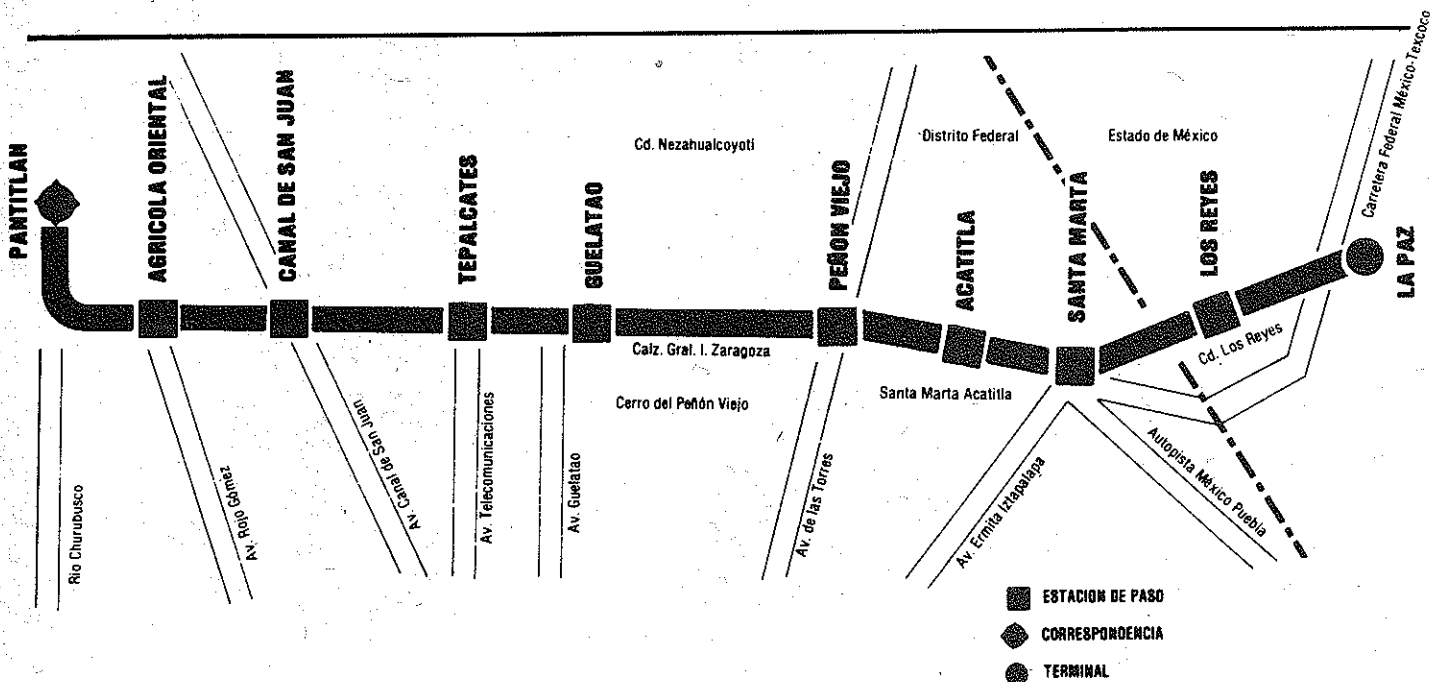 PANTITLAN
AGRICOLA ORIENTAL
CANAL DE SAN JUAN
TEPALCATES
GUELATAO
PEÑON VIEJO
ACATITLA
SANTA MARTA
LOS REYES
LA PAZ
Cd. Nezahualcoyotl
Distrito Federal
Estado de México
Carretera Federal México-Texcoco
Calz. Gral. I. Zaragoza
Cd. Los Reyes
Cerro del Peñón Viejo
Santa Marta Acatitla
Rio Churubusco
Av. Rojo Gómez
Av. Canal de San Juan
Av. Telecomunicaciones
Av. Guelatao
Av. de las Torres
Av. Ermita Iztapalapa
Autopista México Puebla
ESTACION DE PASO
CORRESPONDENCIA
TERMINAL